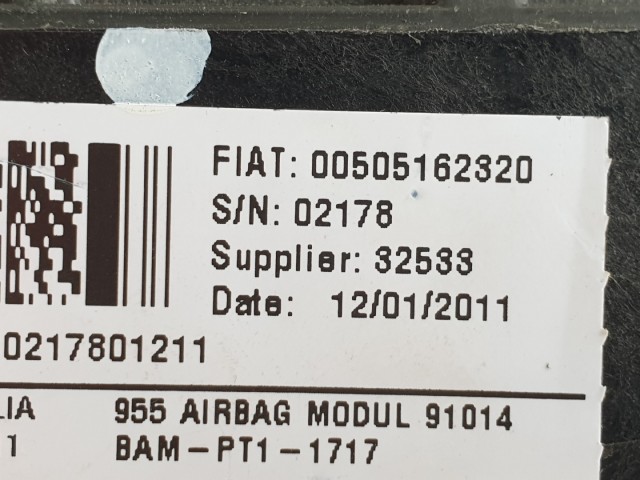 FIAT: 00505162320
S/N: 02178
Supplier: 32533
Date: 12/01/2011
0217801211
LIA 955 AIRBAG MODUL 91014
1 BAM-PT1-1717